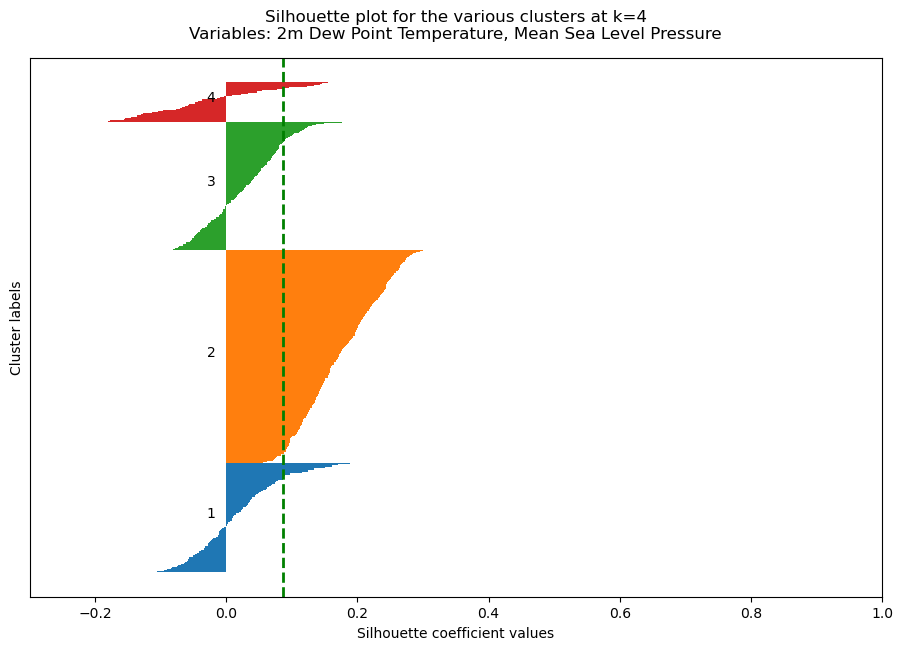 Silhouette plot for the various clusters at k=4
Variables: 2m Dew Point Temperature, Mean Sea Level Pressure
4
3
2
1
Cluster labels
−0.2
0.0
0.2
0.4
0.6
0.8
1.0
Silhouette coefficient values